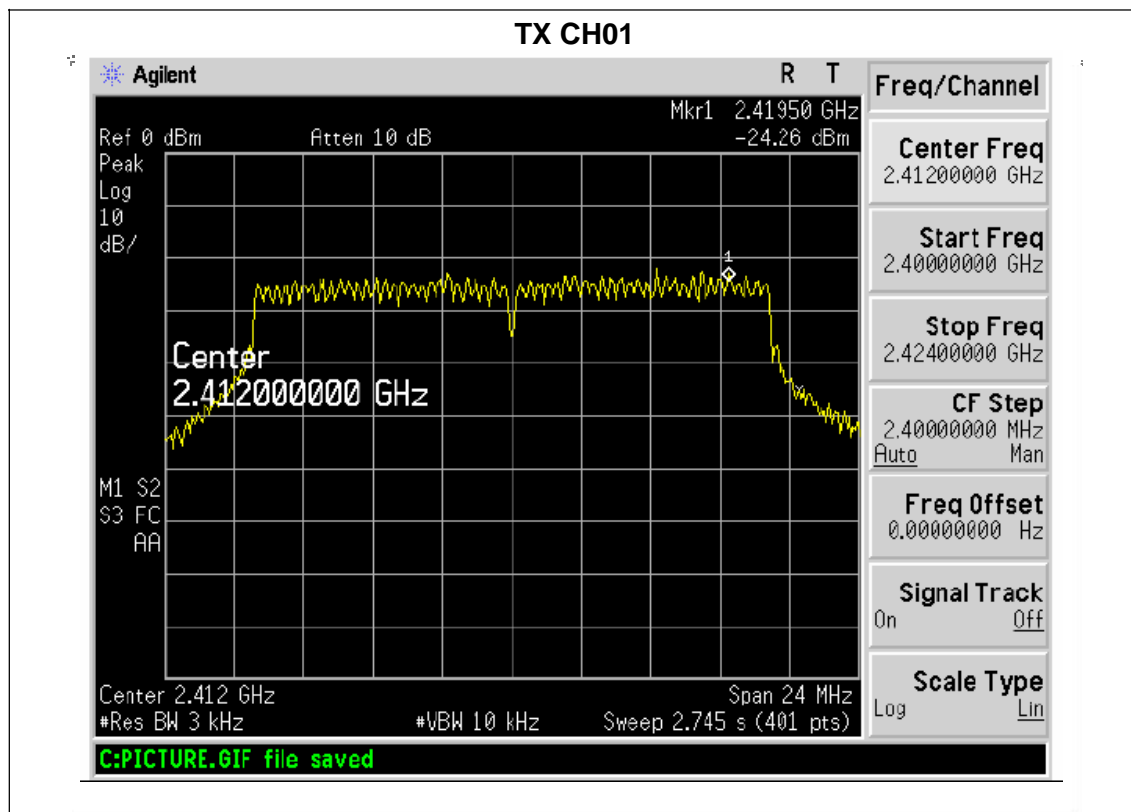 TX CH01
Agilent R T
Mkr1 2.41950 GHz
Ref 0 dBm Atten 10 dB -24.26 dBm
Peak
Log
10
dB/
1
Center
2.412000000 GHz
M1 S2
S3 FC
AA
Center 2.412 GHz Span 24 MHz
#Res BW 3 kHz #VBW 10 kHz Sweep 2.745 s (401 pts)
C:PICTURE.GIF file saved
Freq/Channel
Center Freq
2.41200000 GHz
Start Freq
2.40000000 GHz
Stop Freq
2.42400000 GHz
CF Step
2.40000000 MHz
Auto Man
Freq Offset
0.00000000 Hz
Signal Track
On Off
Scale Type
Log Lin